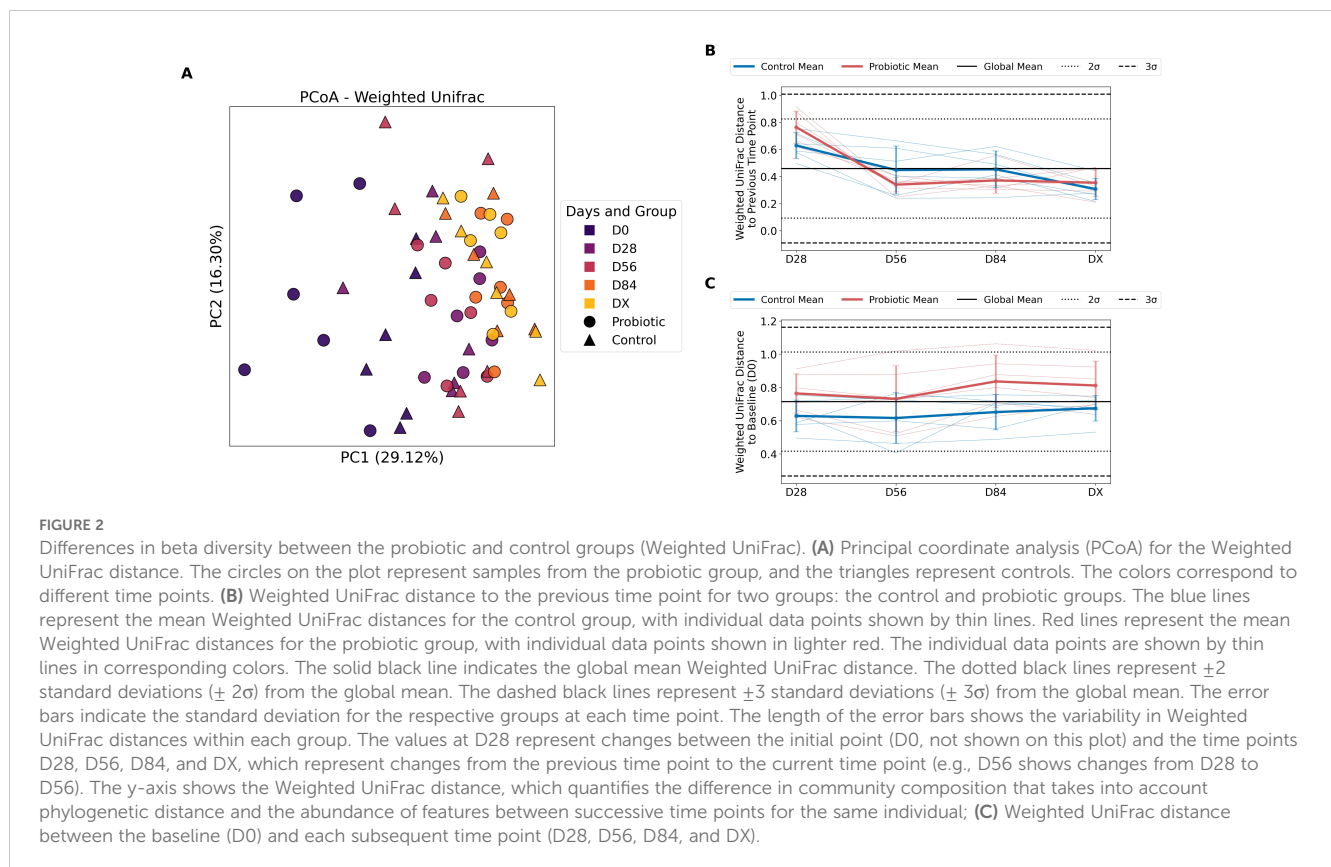 A
PCoA - Weighted Unifrac
PC2 (16.30%)
PC1 (29.12%)
Days and Group
D0
D28
D56
D84
DX
Probiotic
Control
B
Control Mean Probiotic Mean Global Mean 2σ 3σ
Weighted UniFrac Distance
to Previous Time Point
1.0
0.8
0.6
0.4
0.2
0.0
D28 D56 D84 DX
C
Control Mean Probiotic Mean Global Mean 2σ 3σ
Weighted UniFrac Distance
to Baseline (D0)
1.2
1.0
0.8
0.6
0.4
D28 D56 D84 DX
FIGURE 2
Differences in beta diversity between the probiotic and control groups (Weighted UniFrac). (A) Principal coordinate analysis (PCoA) for the Weighted
UniFrac distance. The circles on the plot represent samples from the probiotic group, and the triangles represent controls. The colors correspond to
different time points. (B) Weighted UniFrac distance to the previous time point for two groups: the control and probiotic groups. The blue lines
represent the mean Weighted UniFrac distances for the control group, with individual data points shown by thin lines. Red lines represent the mean
Weighted UniFrac distances for the probiotic group, with individual data points shown in lighter red. The individual data points are shown by thin
lines in corresponding colors. The solid black line indicates the global mean Weighted UniFrac distance. The dotted black lines represent ±2
standard deviations (± 2σ) from the global mean. The dashed black lines represent ±3 standard deviations (± 3σ) from the global mean. The error
bars indicate the standard deviation for the respective groups at each time point. The length of the error bars shows the variability in Weighted
UniFrac distances within each group. The values at D28 represent changes between the initial point (D0, not shown on this plot) and the time points
D28, D56, D84, and DX, which represent changes from the previous time point to the current time point (e.g., D56 shows changes from D28 to
D56). The y-axis shows the Weighted UniFrac distance, which quantifies the difference in community composition that takes into account
phylogenetic distance and the abundance of features between successive time points for the same individual; (C) Weighted UniFrac distance
between the baseline (D0) and each subsequent time point (D28, D56, D84, and DX).